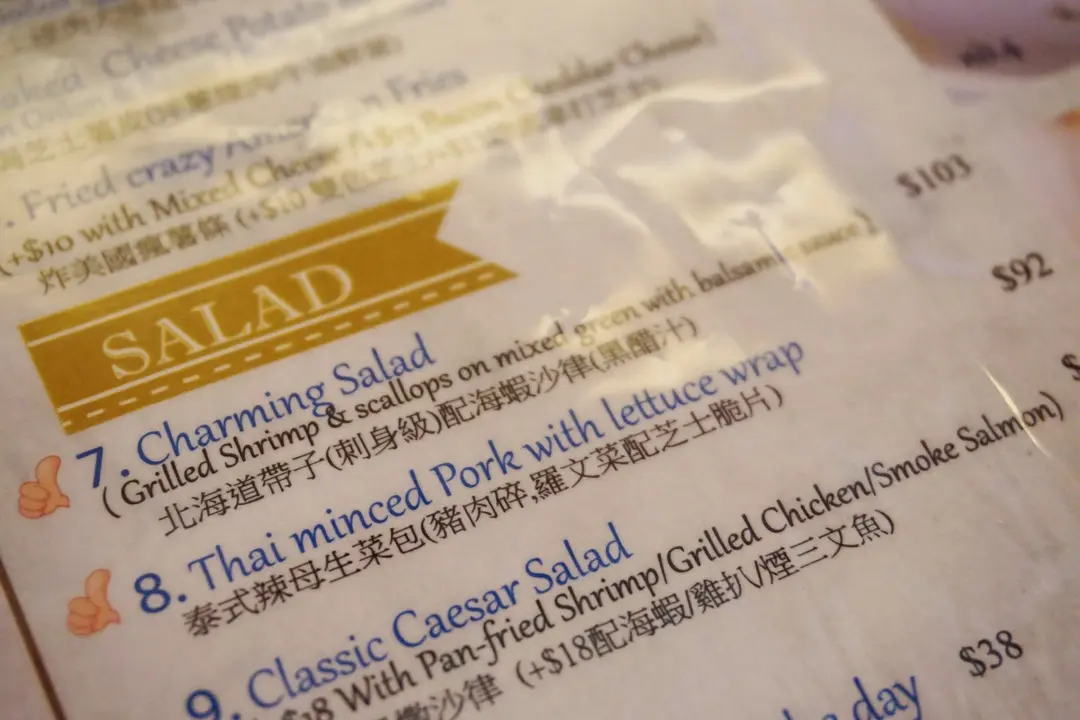 Cheese Potato
Fried crazy Fries
(+$10 with Mixed Cheese Bacon Cheddar Cheese)
炸美國瘋薯條 (+$10
SALAD
$103
7. Charming Salad
( Grilled Shrimp & scallops on mixed green with balsamic sauce )
北海道帶子(刺身級)配海蝦沙律(黑醋汁)
$92
8. Thai minced Pork with lettuce wrap
泰式辣母生菜包(豬肉碎,羅文菜配芝士脆片)
9. Classic Caesar Salad
With Pan-fried Shrimp/Grilled Chicken/Smoke Salmon)
沙律 (+$18配海蝦/雞扒/煙三文魚)
day
$38